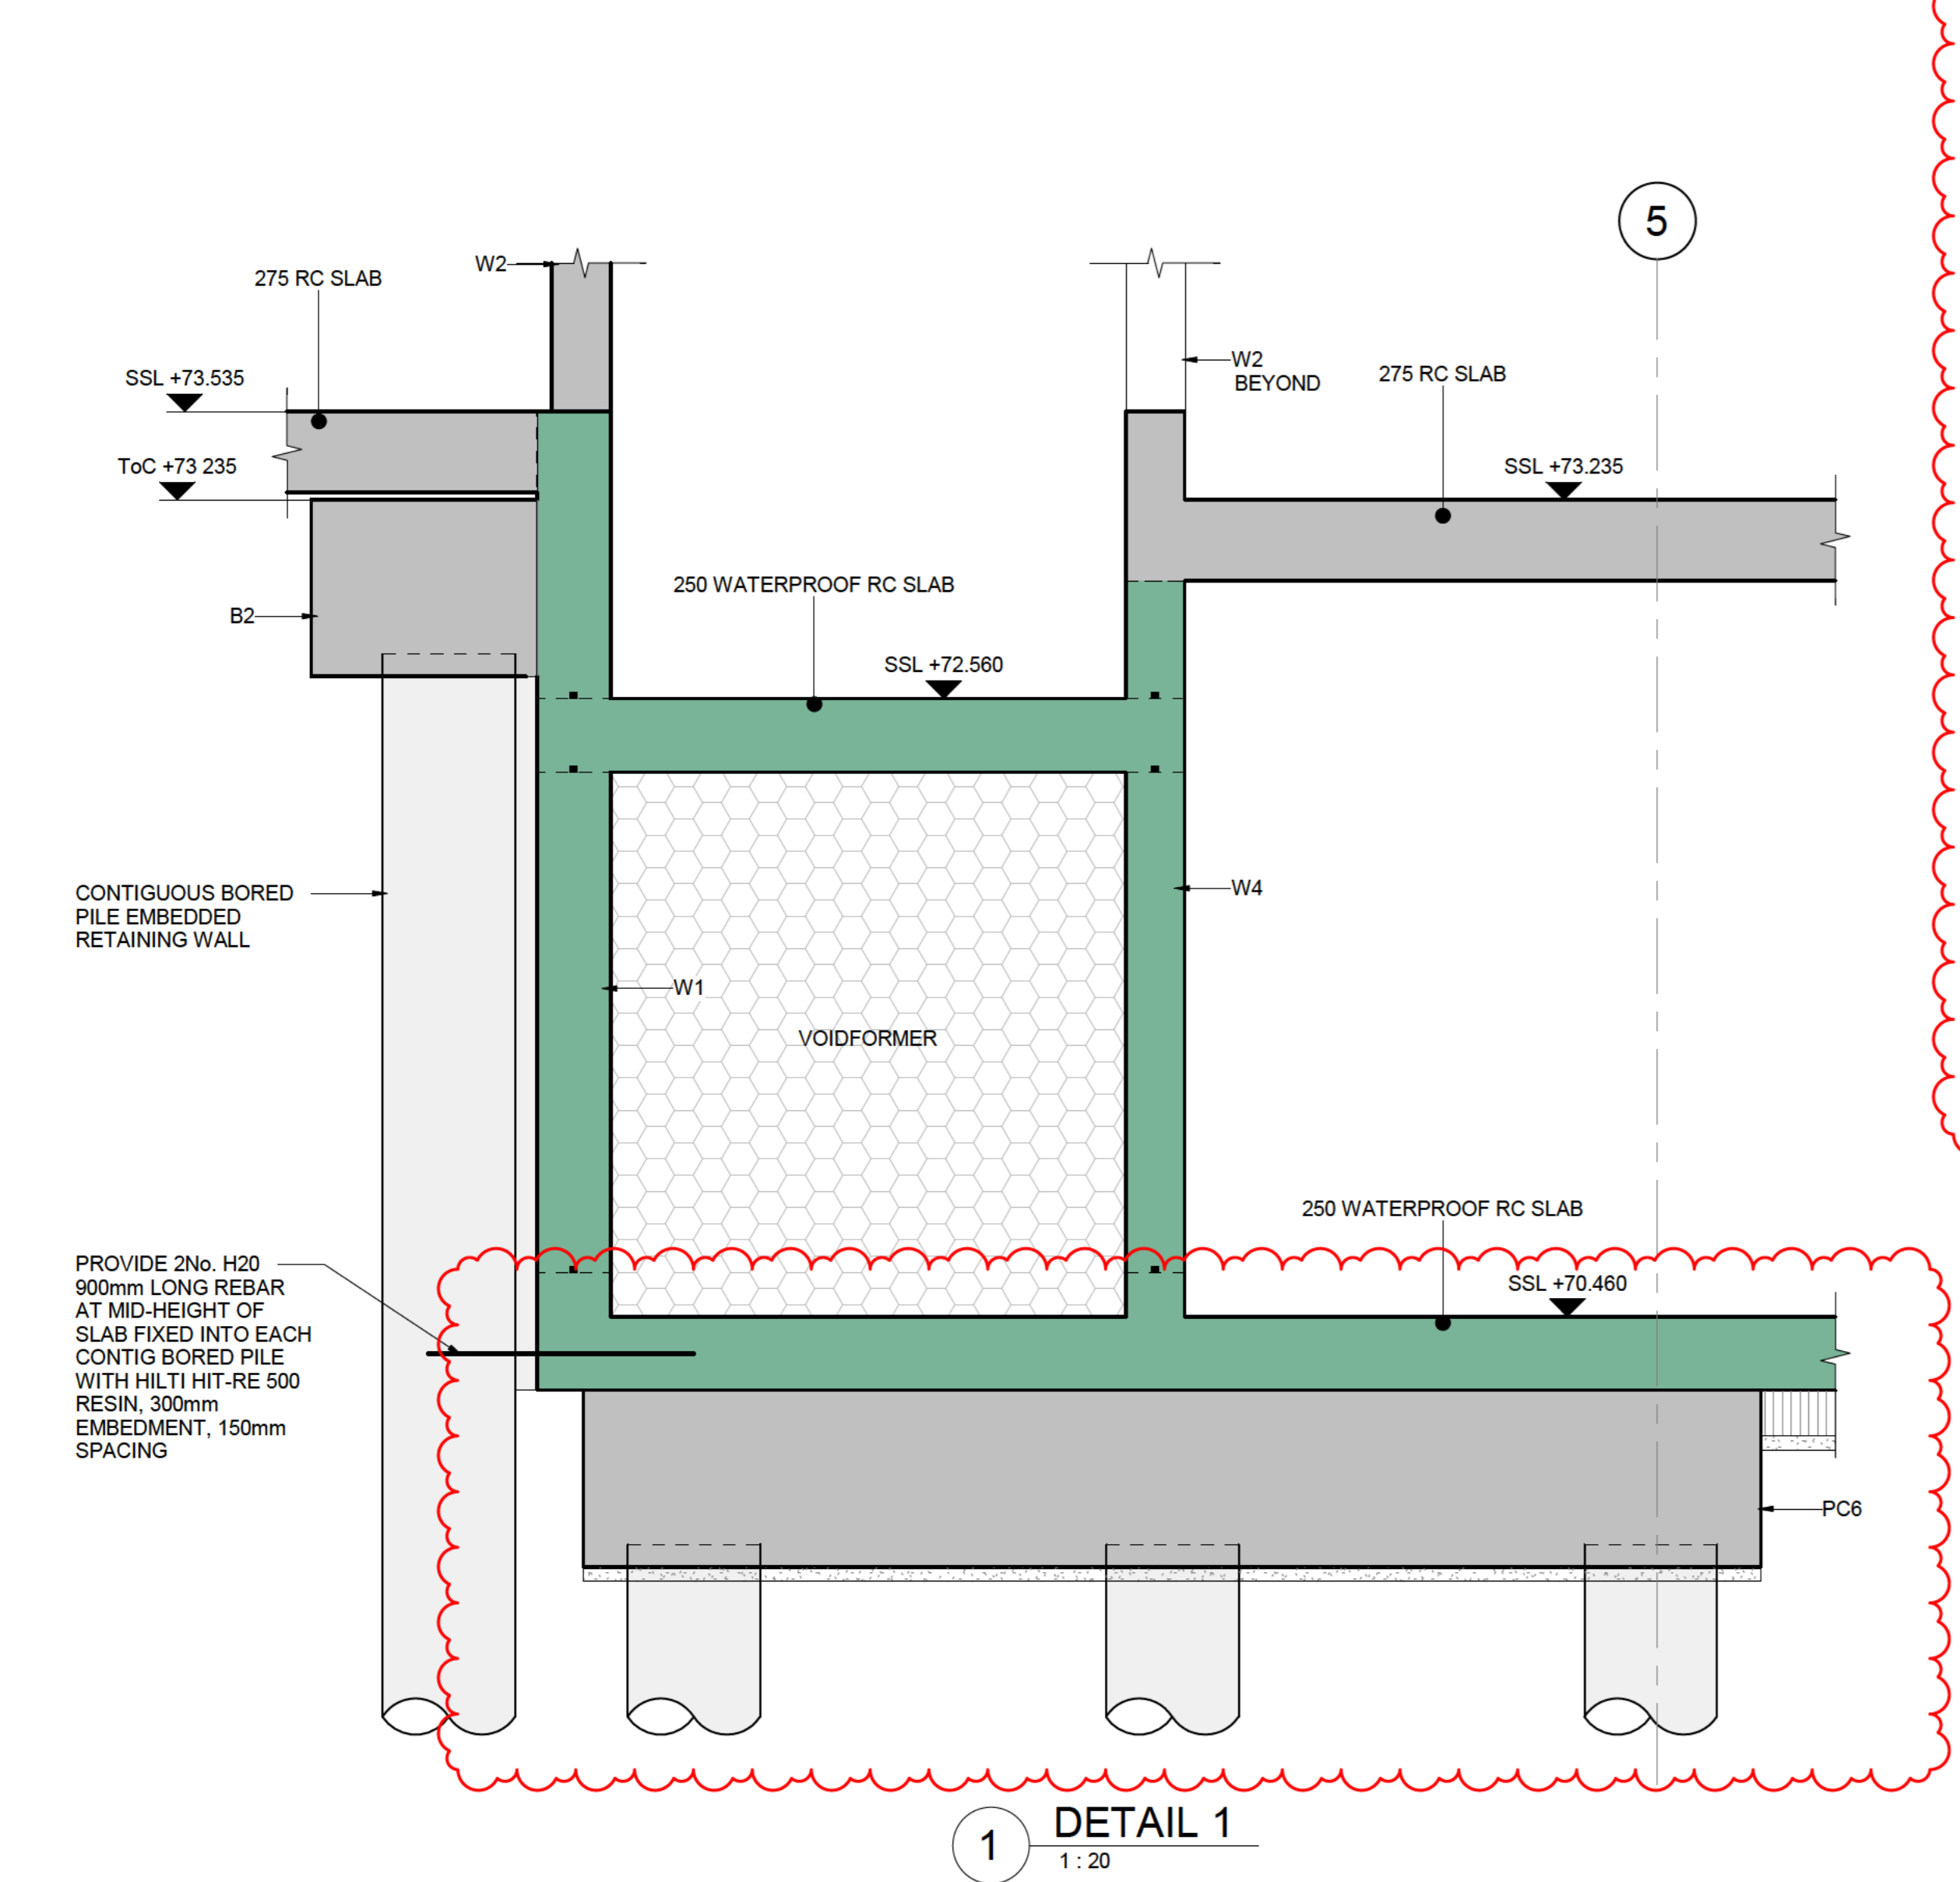 5
W2
275 RC SLAB
W2
BEYOND
275 RC SLAB
SSL +73.535
ToC +73 235
SSL +73.235
250 WATERPROOF RC SLAB
B2
SSL +72.560
CONTIGUOUS BORED
PILE EMBEDDED
RETAINING WALL
W4
W1
VOIDFORMER
250 WATERPROOF RC SLAB
PROVIDE 2No. H20
900mm LONG REBAR
AT MID-HEIGHT OF
SLAB FIXED INTO EACH
CONTIG BORED PILE
WITH HILTI HIT-RE 500
RESIN, 300mm
EMBEDMENT, 150mm
SPACING
SSL +70.460
PC6
1
DETAIL 1
1 : 20